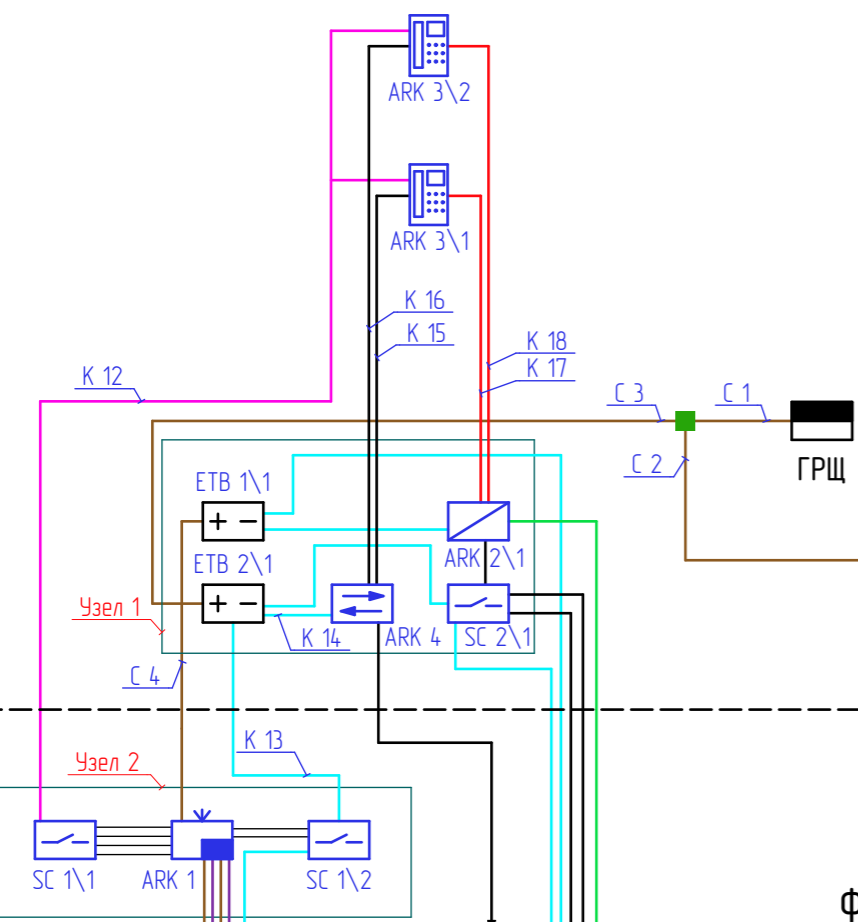 ARK 3\2
ARK 3\1
К 16
К 15
К 18
К 17
К 12
С 3
С 1
С 2
ГРЩ
ETB 1\1
ETB 2\1
ARK 2\1
Узел 1
К 14
ARK 4
SC 2\1
С 4
К 13
Узел 2
SC 1\1
ARK 1
SC 1\2
Ф